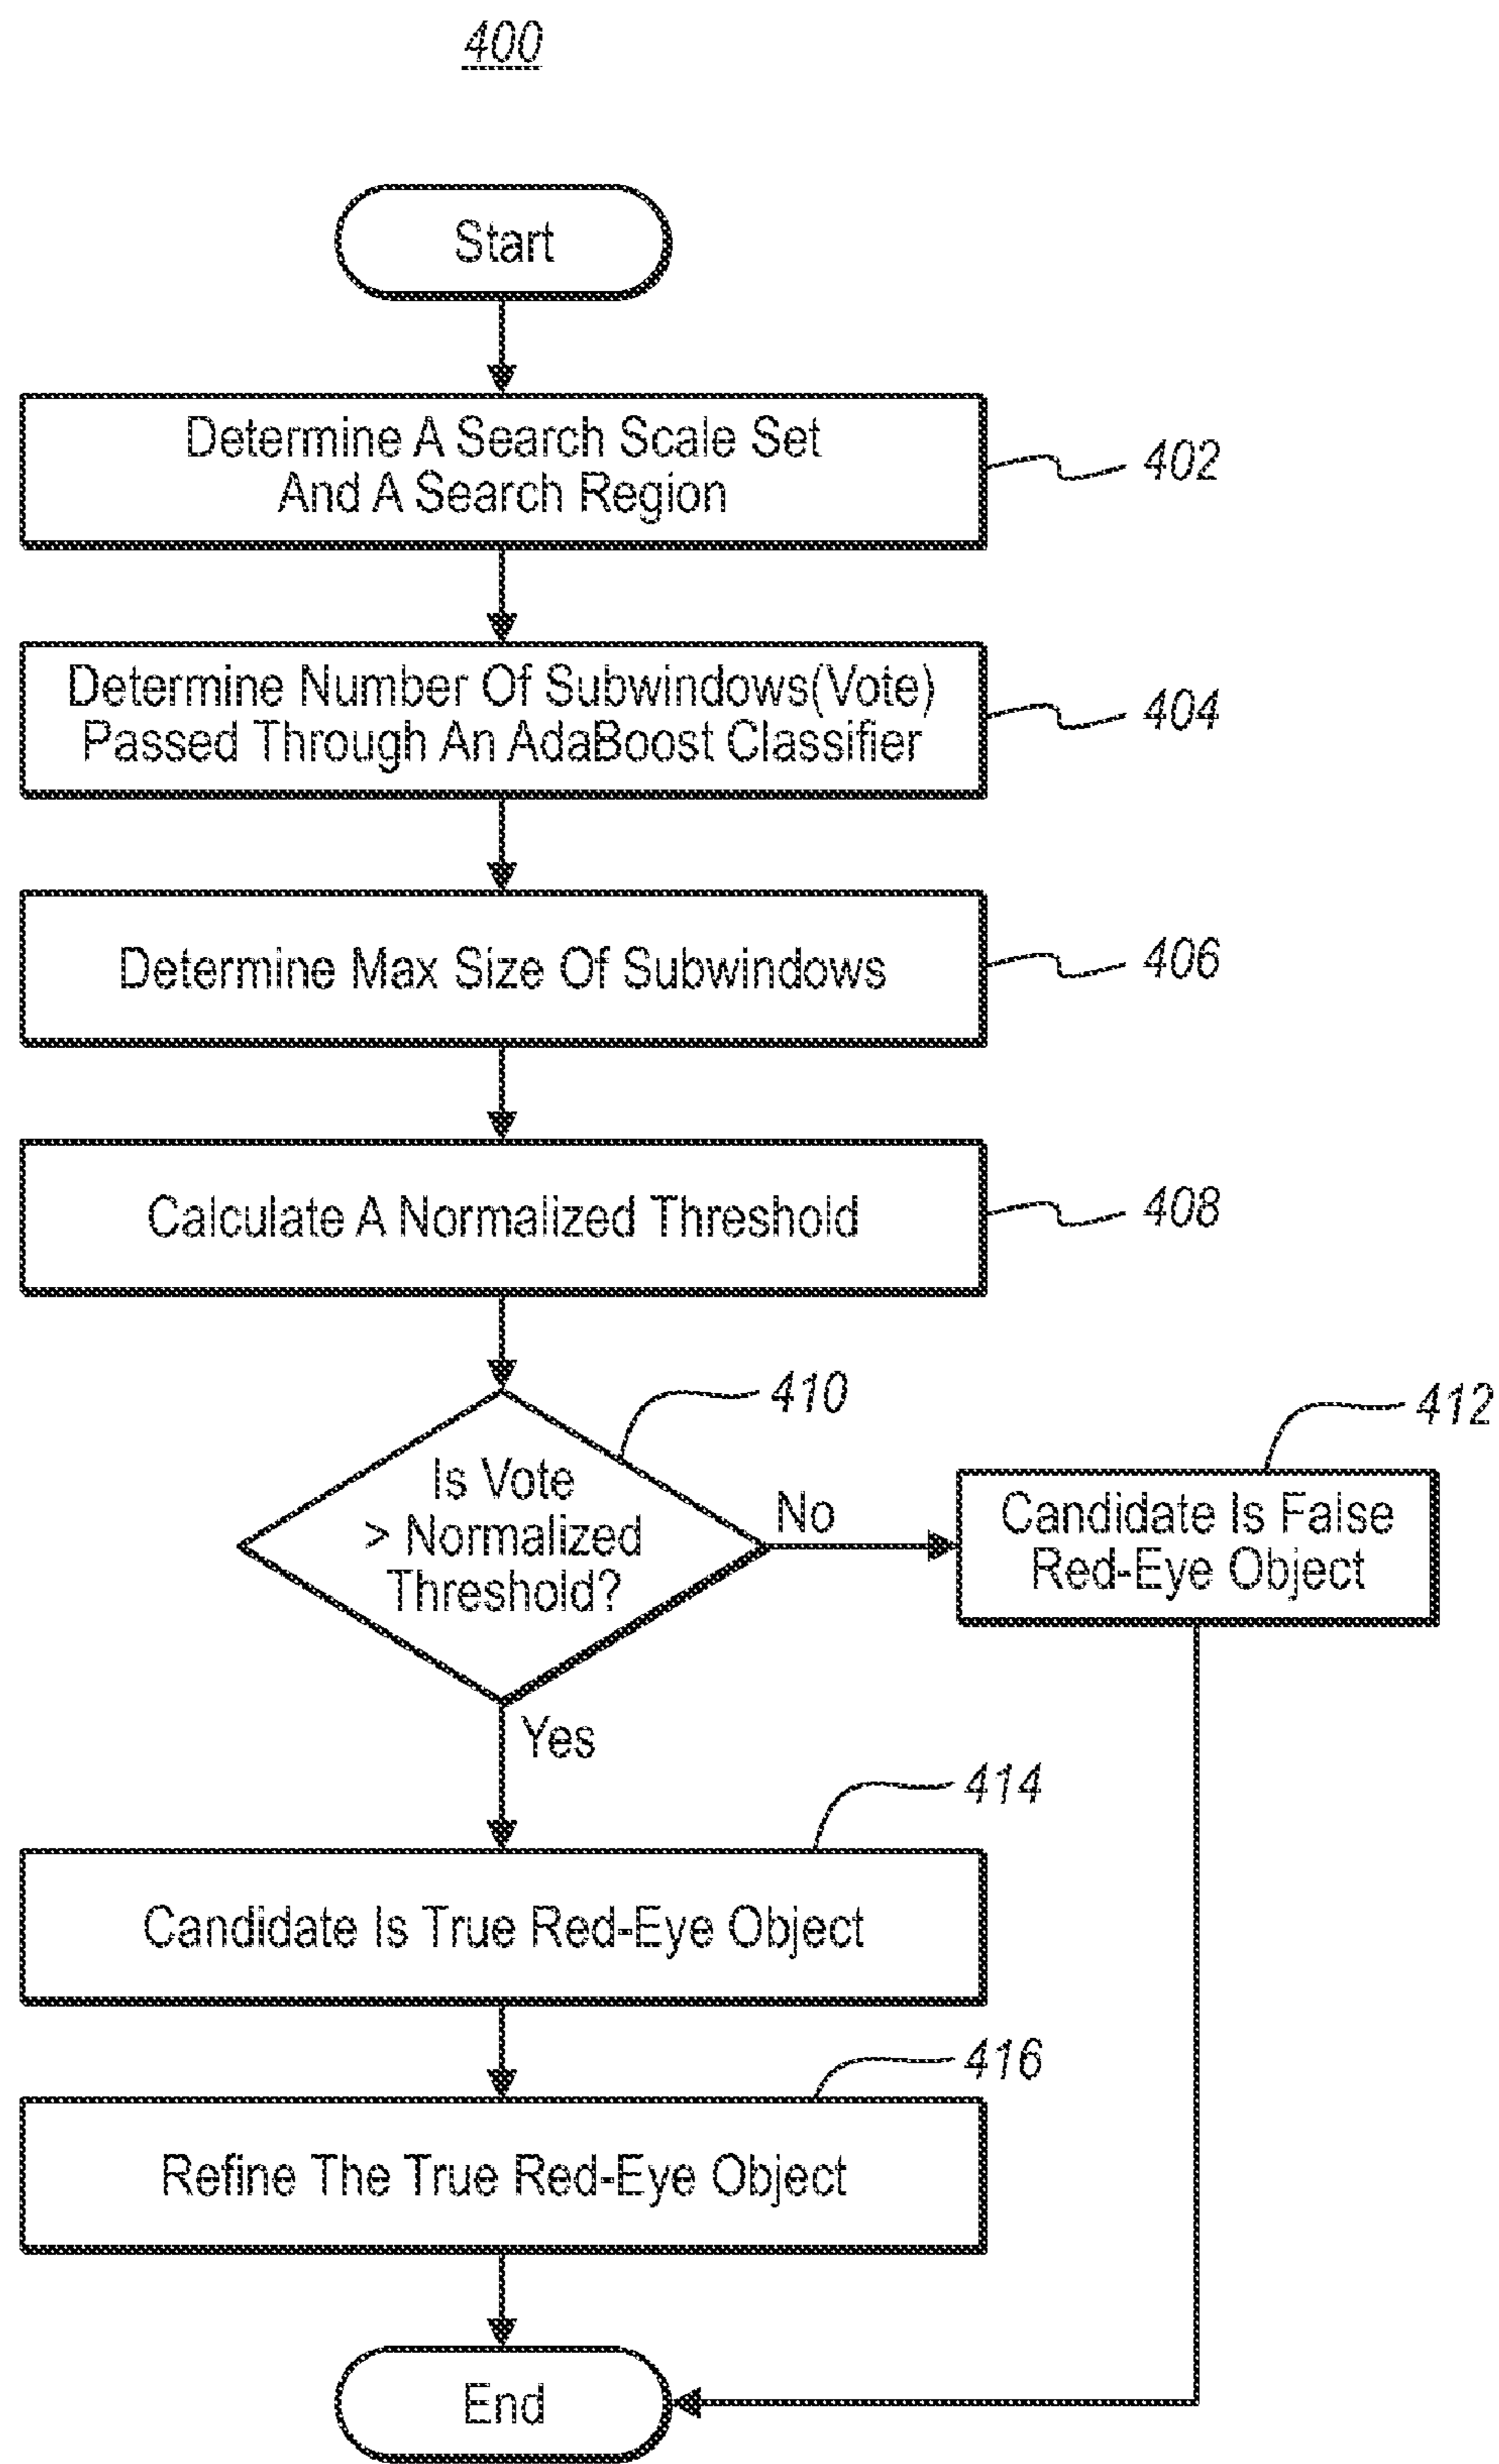 400
Start
Determine A Search Scale Set
And A Search Region
402
Determine Number Of Subwindows(Vote)
Passed Through An AdaBoost Classifier
404
Determine Max Size Of Subwindows
406
Calculate A Normalized Threshold
408
410
Is Vote
> Normalized
Threshold?
No
412
Candidate Is False
Red-Eye Object
Yes
414
Candidate Is True Red-Eye Object
416
Refine The True Red-Eye Object
End